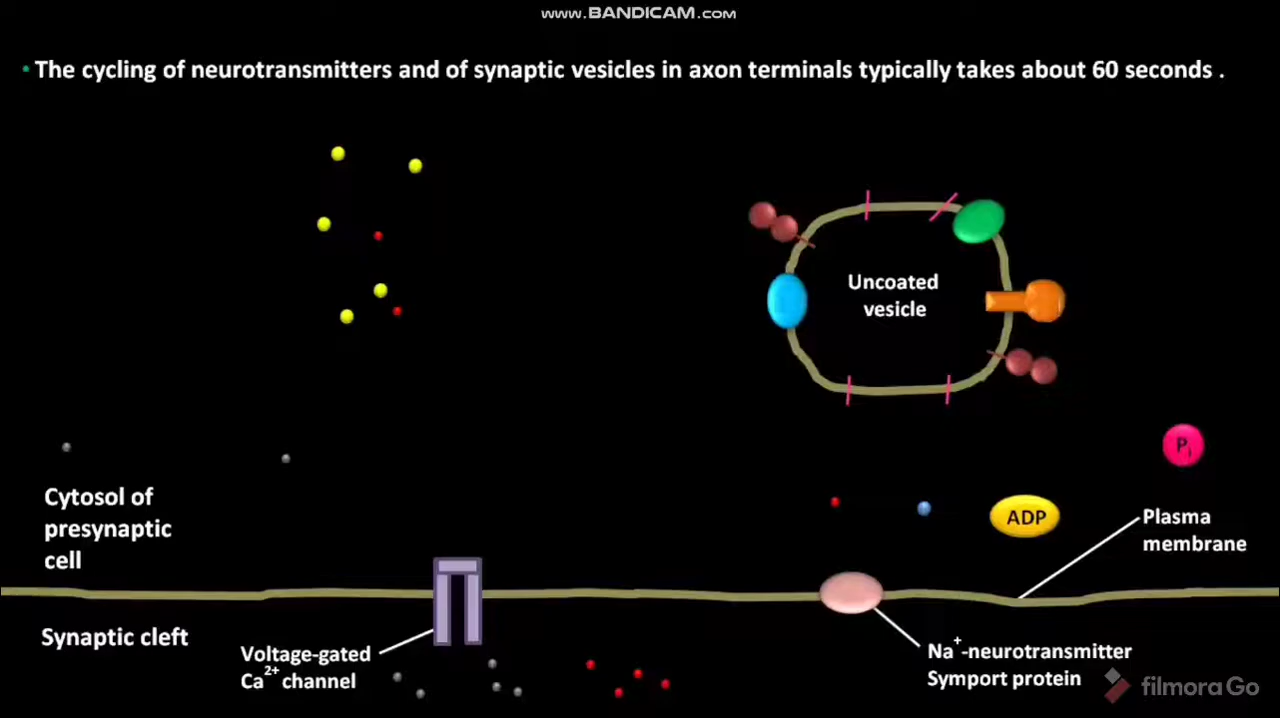 www.BANDICAM.com
• The cycling of neurotransmitters and of synaptic vesicles in axon terminals typically takes about 60 seconds .
Uncoated
vesicle
Pi
ADP
Cytosol of
presynaptic
cell
Plasma
membrane
Synaptic cleft
Voltage-gated
Ca2+ channel
Na+-neurotransmitter
Symport protein
filmoraGo